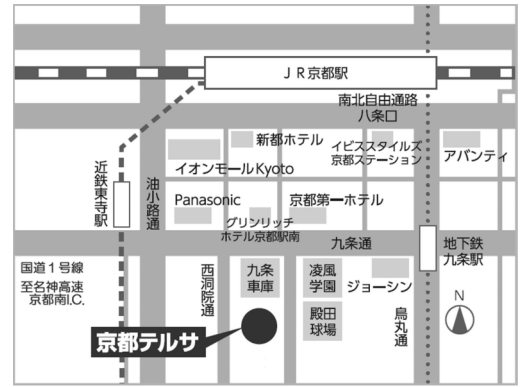 JR京都駅
南北自由通路
八条口
新都ホテル
イオンモールKyoto
イビススタイルズ
京都ステーション
アバンティ
近鉄東寺駅
油小路通
Panasonic
京都第一ホテル
グリンリッチ
ホテル京都駅南
九条通
地下鉄
九条駅
国道1号線
至名神高速
京都南I.C.
西洞院通
九条
車庫
凌風
学園
ジョーシン
殿田
球場
烏丸通
N
京都テルサ